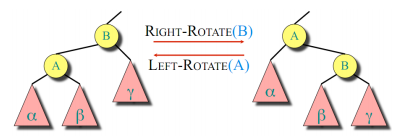 B
A
α
β
γ
RIGHT-ROTATE(B)
LEFT-ROTATE(A)
A
B
α
β
γ